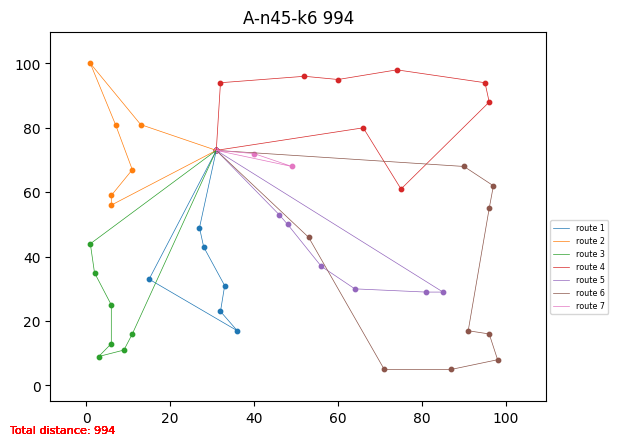 A-n45-k6 994
100
80
60
40
20
0
0 20 40 60 80 100
route 1
route 2
route 3
route 4
route 5
route 6
route 7
Total distance: 994